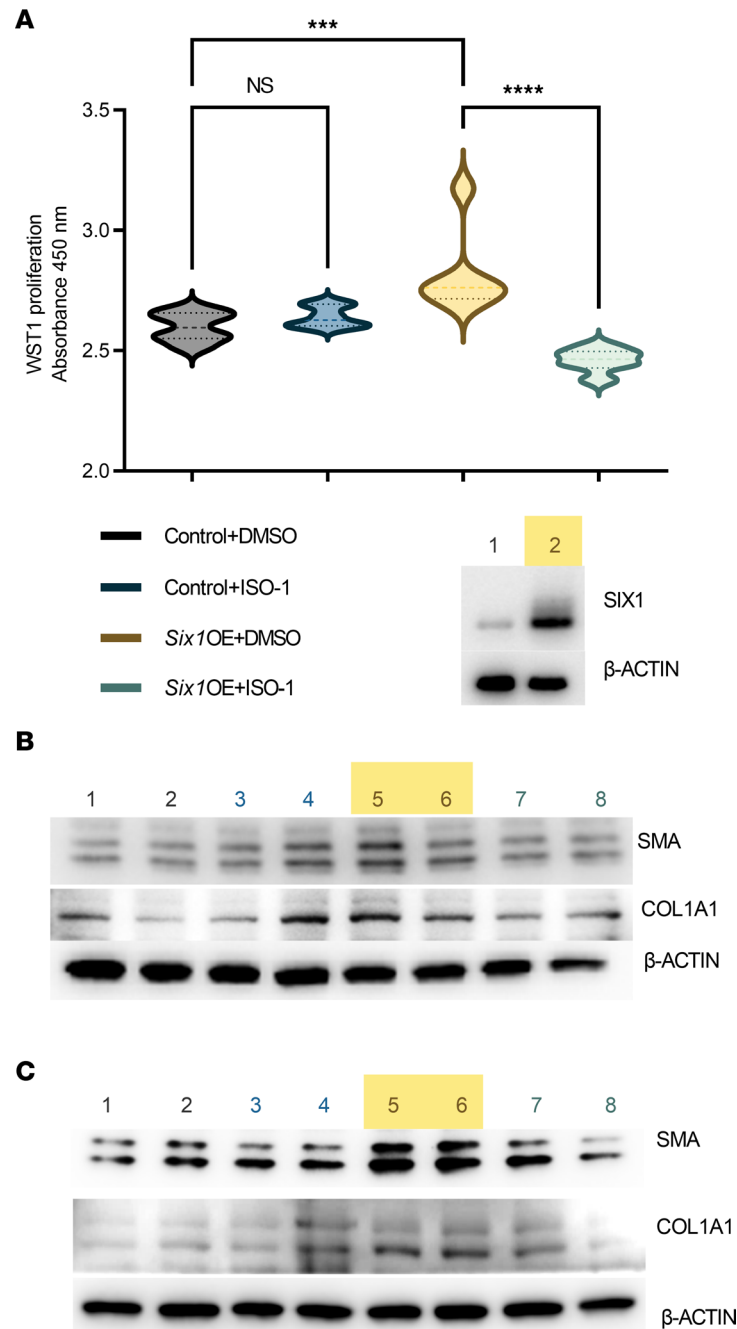 A
***
NS
****
3.5
3.0
2.5
2.0
WST1 proliferation
Absorbance 450 nm
Control+DMSO
Control+ISO-1
Six1OE+DMSO
Six1OE+ISO-1
1 2
SIX1
β-ACTIN
B
1 2 3 4 5 6 7 8
SMA
COL1A1
β-ACTIN
C
1 2 3 4 5 6 7 8
SMA
COL1A1
β-ACTIN